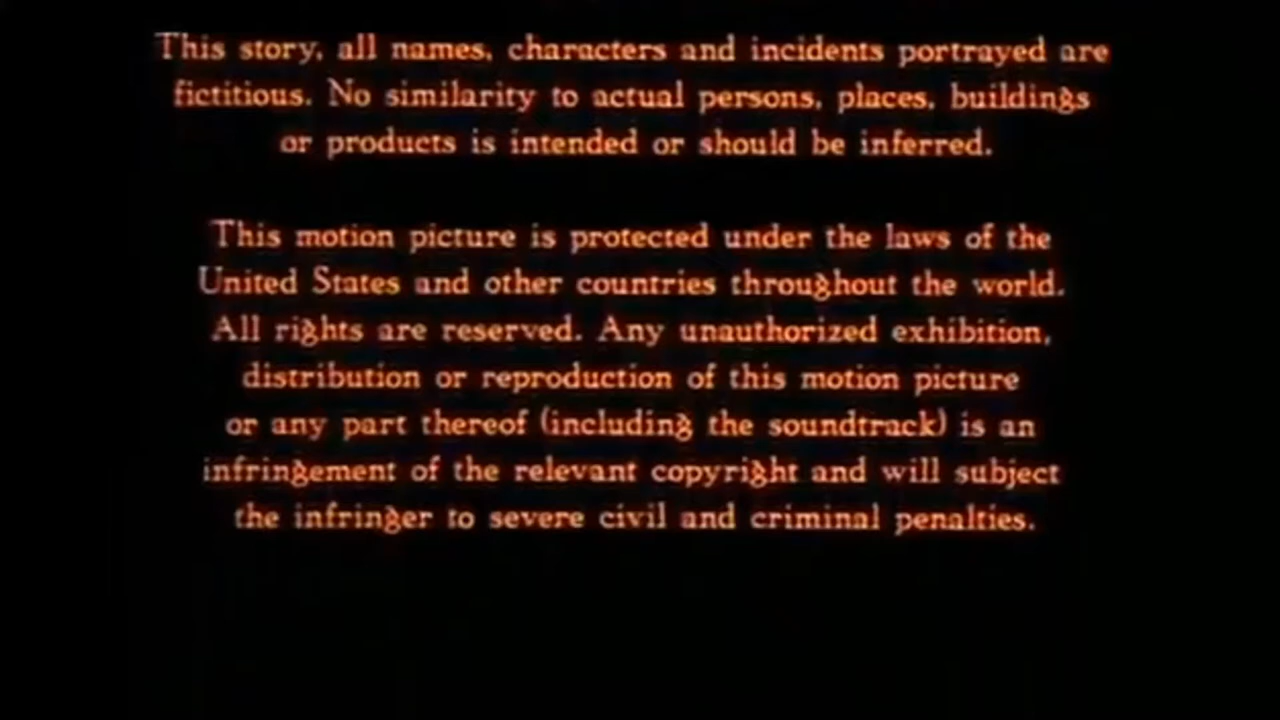 This story, all names, characters and incidents portrayed are
fictitious. No similarity to actual persons, places, buildings
or products is intended or should be inferred.
This motion picture is protected under the laws of the
United States and other countries throughout the world.
All rights are reserved. Any unauthorized exhibition,
distribution or reproduction of this motion picture
or any part thereof (including the soundtrack) is an
infringement of the relevant copyright and will subject
the infringer to severe civil and criminal penalties.